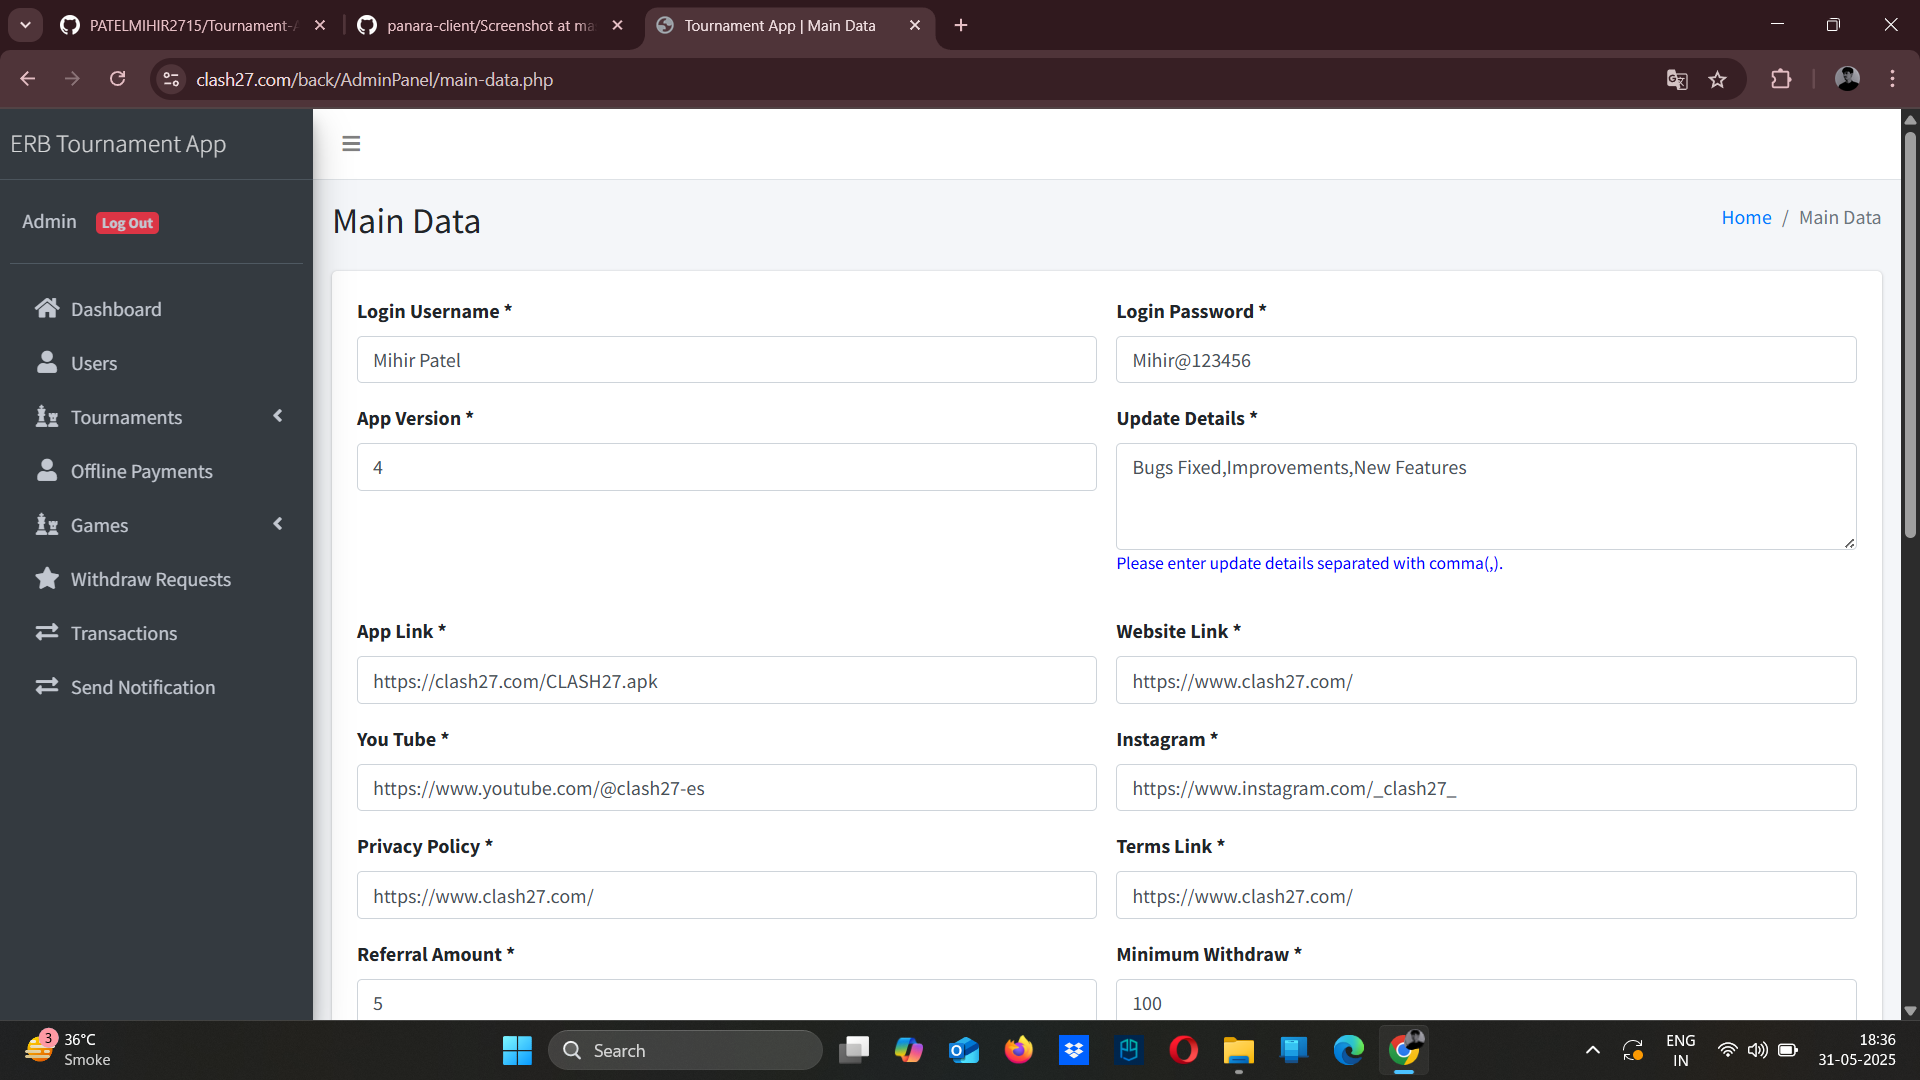 PATELMIHIR2715/Tournament-A
panara-client/Screenshot at ma
Tournament App | Main Data
clash27.com/back/AdminPanel/main-data.php
ERB Tournament App
Admin Log Out
Dashboard
Users
Tournaments
Offline Payments
Games
Withdraw Requests
Transactions
Send Notification
Main Data
Home / Main Data
Login Username *
Mihir Patel
Login Password *
Mihir@123456
App Version *
4
Update Details *
Bugs Fixed,Improvements,New Features
Please enter update details separated with comma(,).
App Link *
https://clash27.com/CLASH27.apk
Website Link *
https://www.clash27.com/
You Tube *
https://www.youtube.com/@clash27-es
Instagram *
https://www.instagram.com/_clash27_
Privacy Policy *
https://www.clash27.com/
Terms Link *
https://www.clash27.com/
Referral Amount *
5
Minimum Withdraw *
100
3
36°C
Smoke
Search
ENG
IN
18:36
31-05-2025